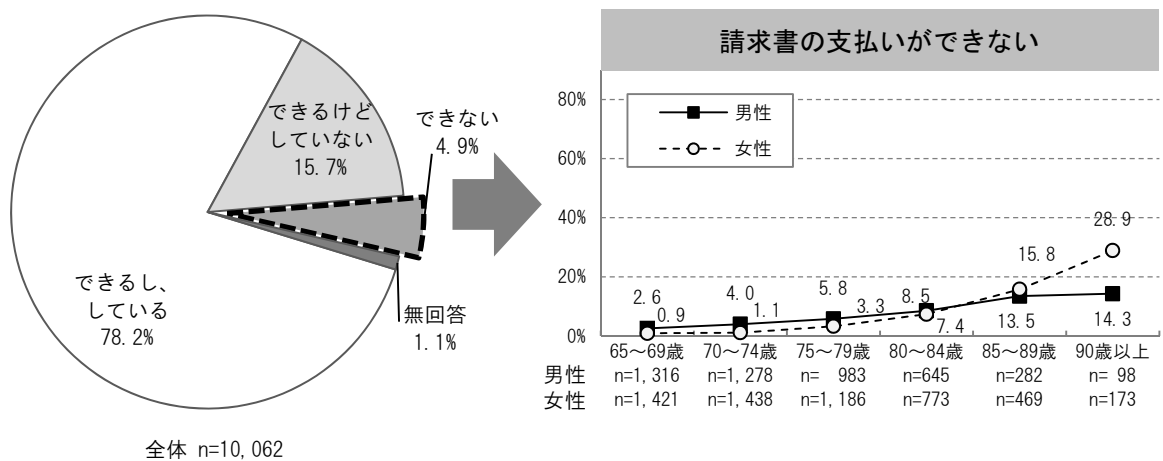 できるけど
していない
15.7%
できない
4.9%
できるし、
している
78.2%
無回答
1.1%
全体 n=10,062
請求書の支払いができない
80%
60%
40%
20%
0%
男性
女性
2.6 4.0 5.8 8.5 15.8 28.9
0.9 1.1 3.3 7.4 13.5 14.3
65～69歳 70～74歳 75～79歳 80～84歳 85～89歳 90歳以上
男性 n=1,316 n=1,278 n= 983 n=645 n=282 n= 98
女性 n=1,421 n=1,438 n=1,186 n=773 n=469 n=173